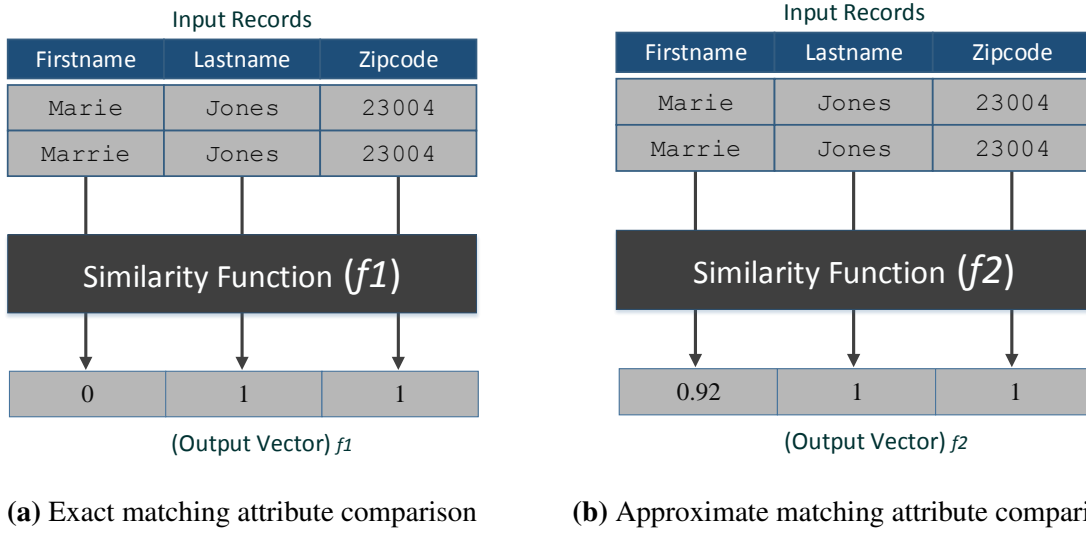 Input Records
Firstname Lastname Zipcode
Marie Jones 23004
Marrie Jones 23004
Similarity Function (f1)
0 1 1
(Output Vector) f1
(a) Exact matching attribute comparison
Input Records
Firstname Lastname Zipcode
Marie Jones 23004
Marrie Jones 23004
Similarity Function (f2)
0.92 1 1
(Output Vector) f2
(b) Approximate matching attribute